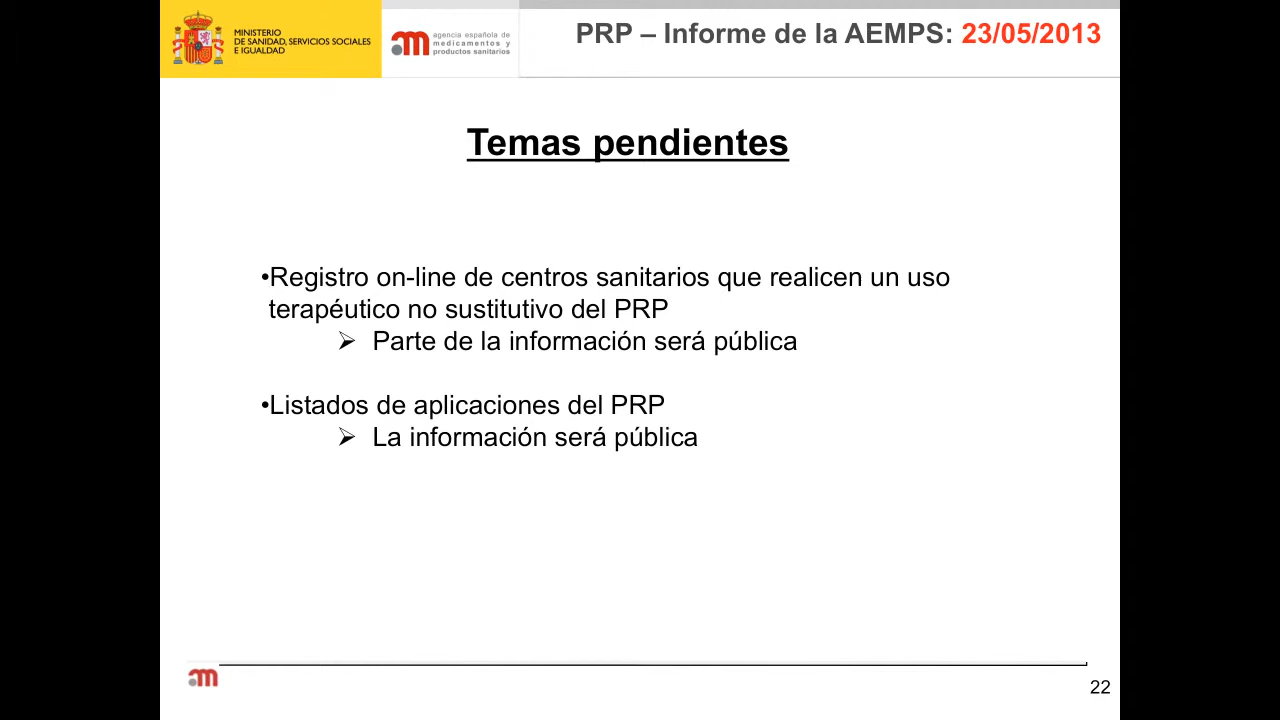 MINISTERIO
DE SANIDAD, SERVICIOS SOCIALES
E IGUALDAD
agencia española de
medicamentos y
productos sanitarios
PRP – Informe de la AEMPS: 23/05/2013
Temas pendientes
•Registro on-line de centros sanitarios que realicen un uso
terapéutico no sustitutivo del PRP
➢ Parte de la información será pública
•Listados de aplicaciones del PRP
➢ La información será pública
22